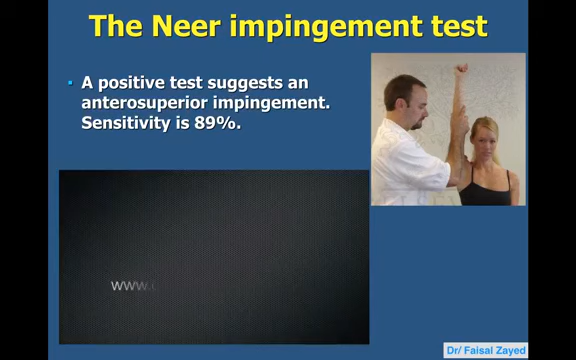 The Neer impingement test
A positive test suggests an
anterosuperior impingement.
Sensitivity is 89%.
www.
Dr/ Faisal Zayed